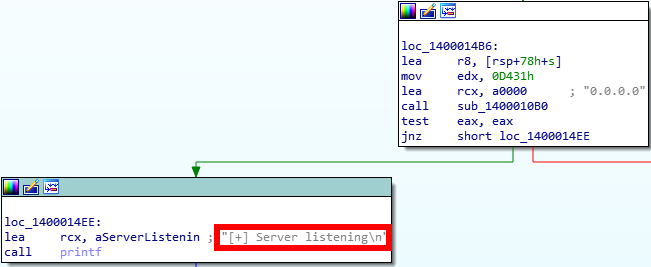 loc_1400014B6:
lea r8, [rsp+78h+s]
mov edx, 0D431h
lea rcx, a0000 ; "0.0.0.0"
call sub_1400010B0
test eax, eax
jnz short loc_1400014EE
loc_1400014EE:
lea rcx, aServerListenin ; "[+] Server listening\n"
call printf